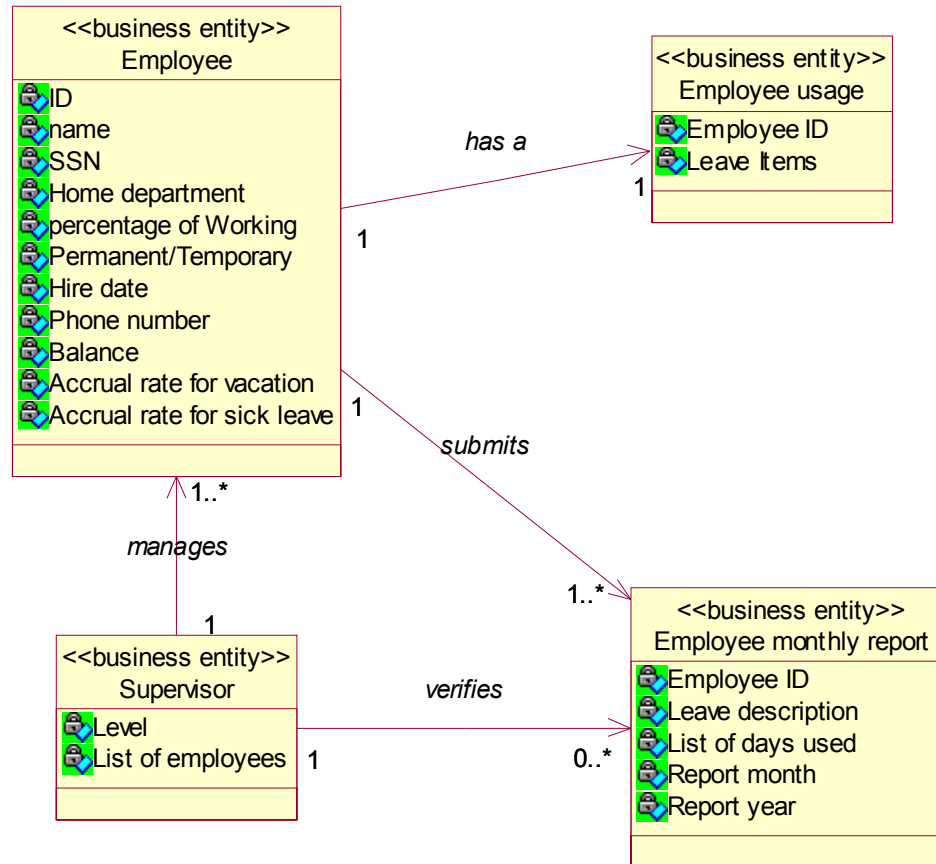 <<business entity>>
Employee
ID
name
SSN
Home department
percentage of Working
Permanent/Temporary
Hire date
Phone number
Balance
Accrual rate for vacation
Accrual rate for sick leave
<<business entity>>
Employee usage
Employee ID
Leave Items
has a
1
1
1
submits
1..*
1..*
manages
1
<<business entity>>
Supervisor
Level
List of employees
verifies
1
0..*
<<business entity>>
Employee monthly report
Employee ID
Leave description
List of days used
Report month
Report year